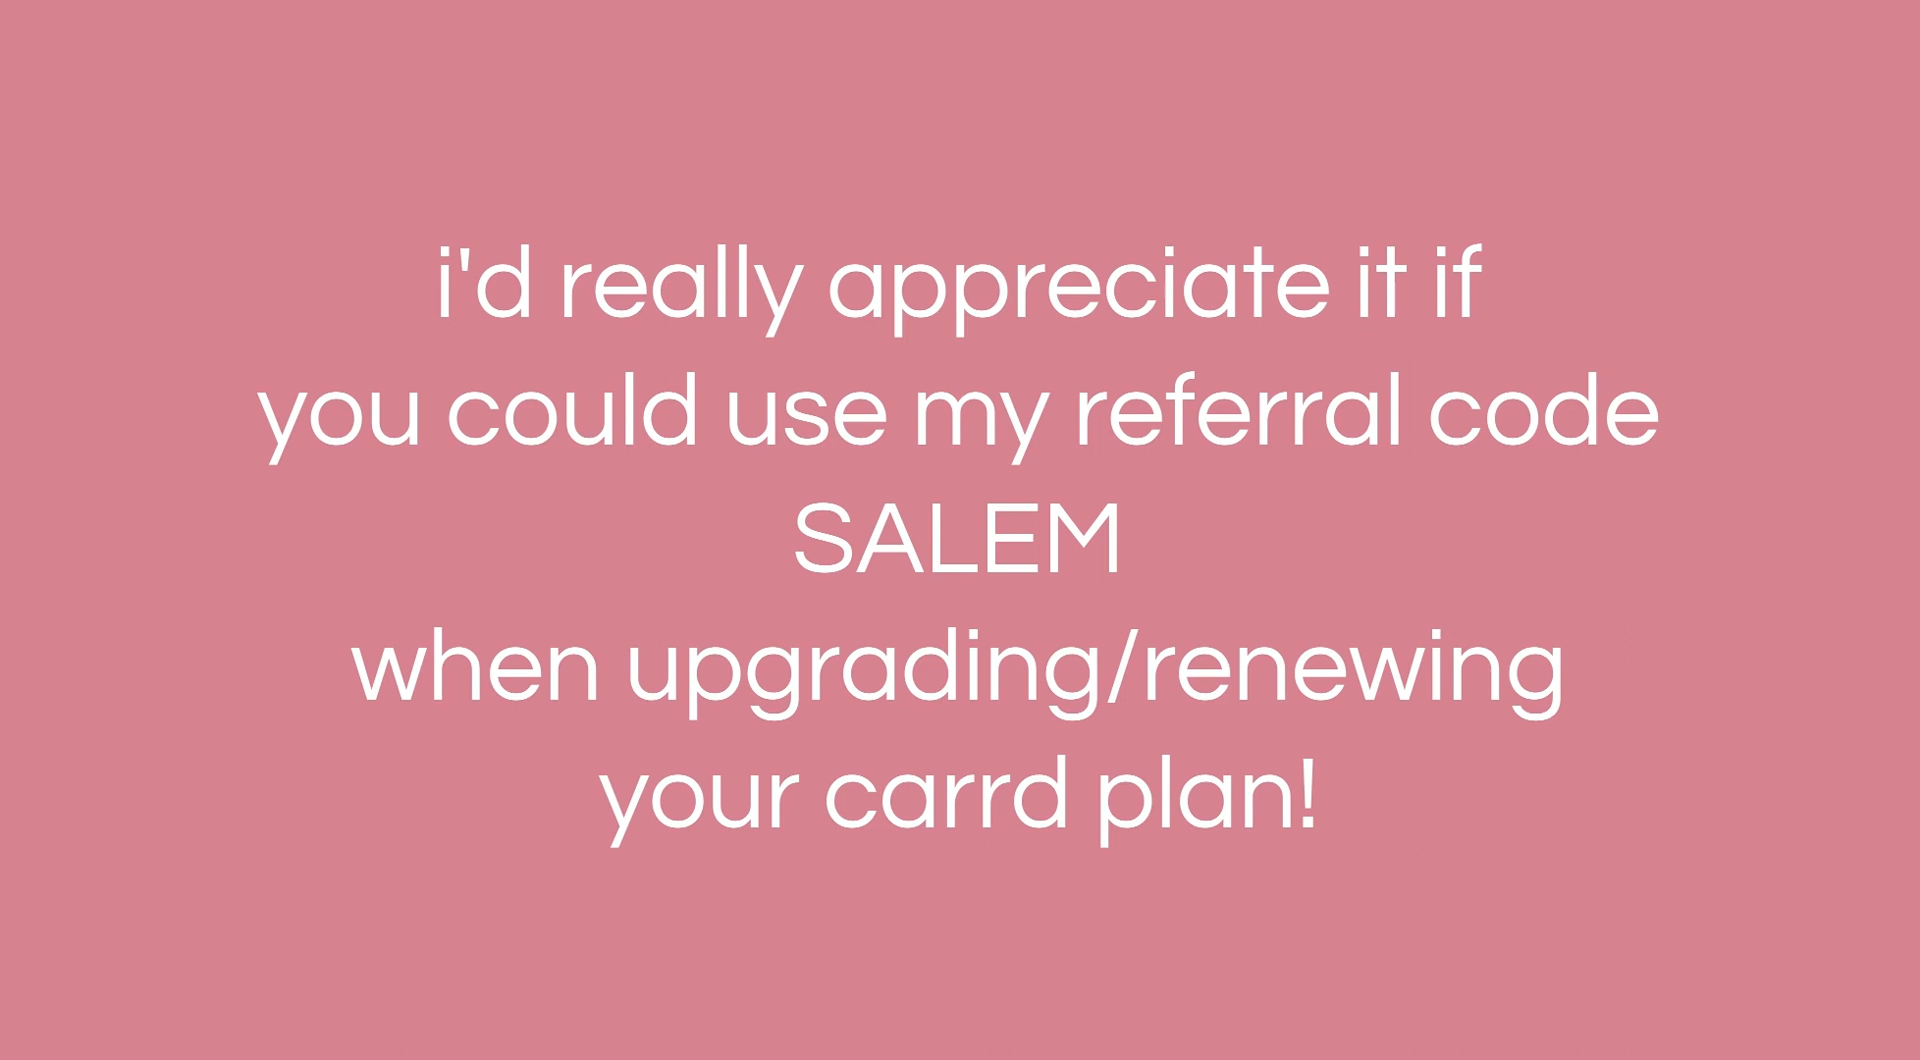 i'd really appreciate it if
you could use my referral code
SALEM
when upgrading/renewing
your carrd plan!